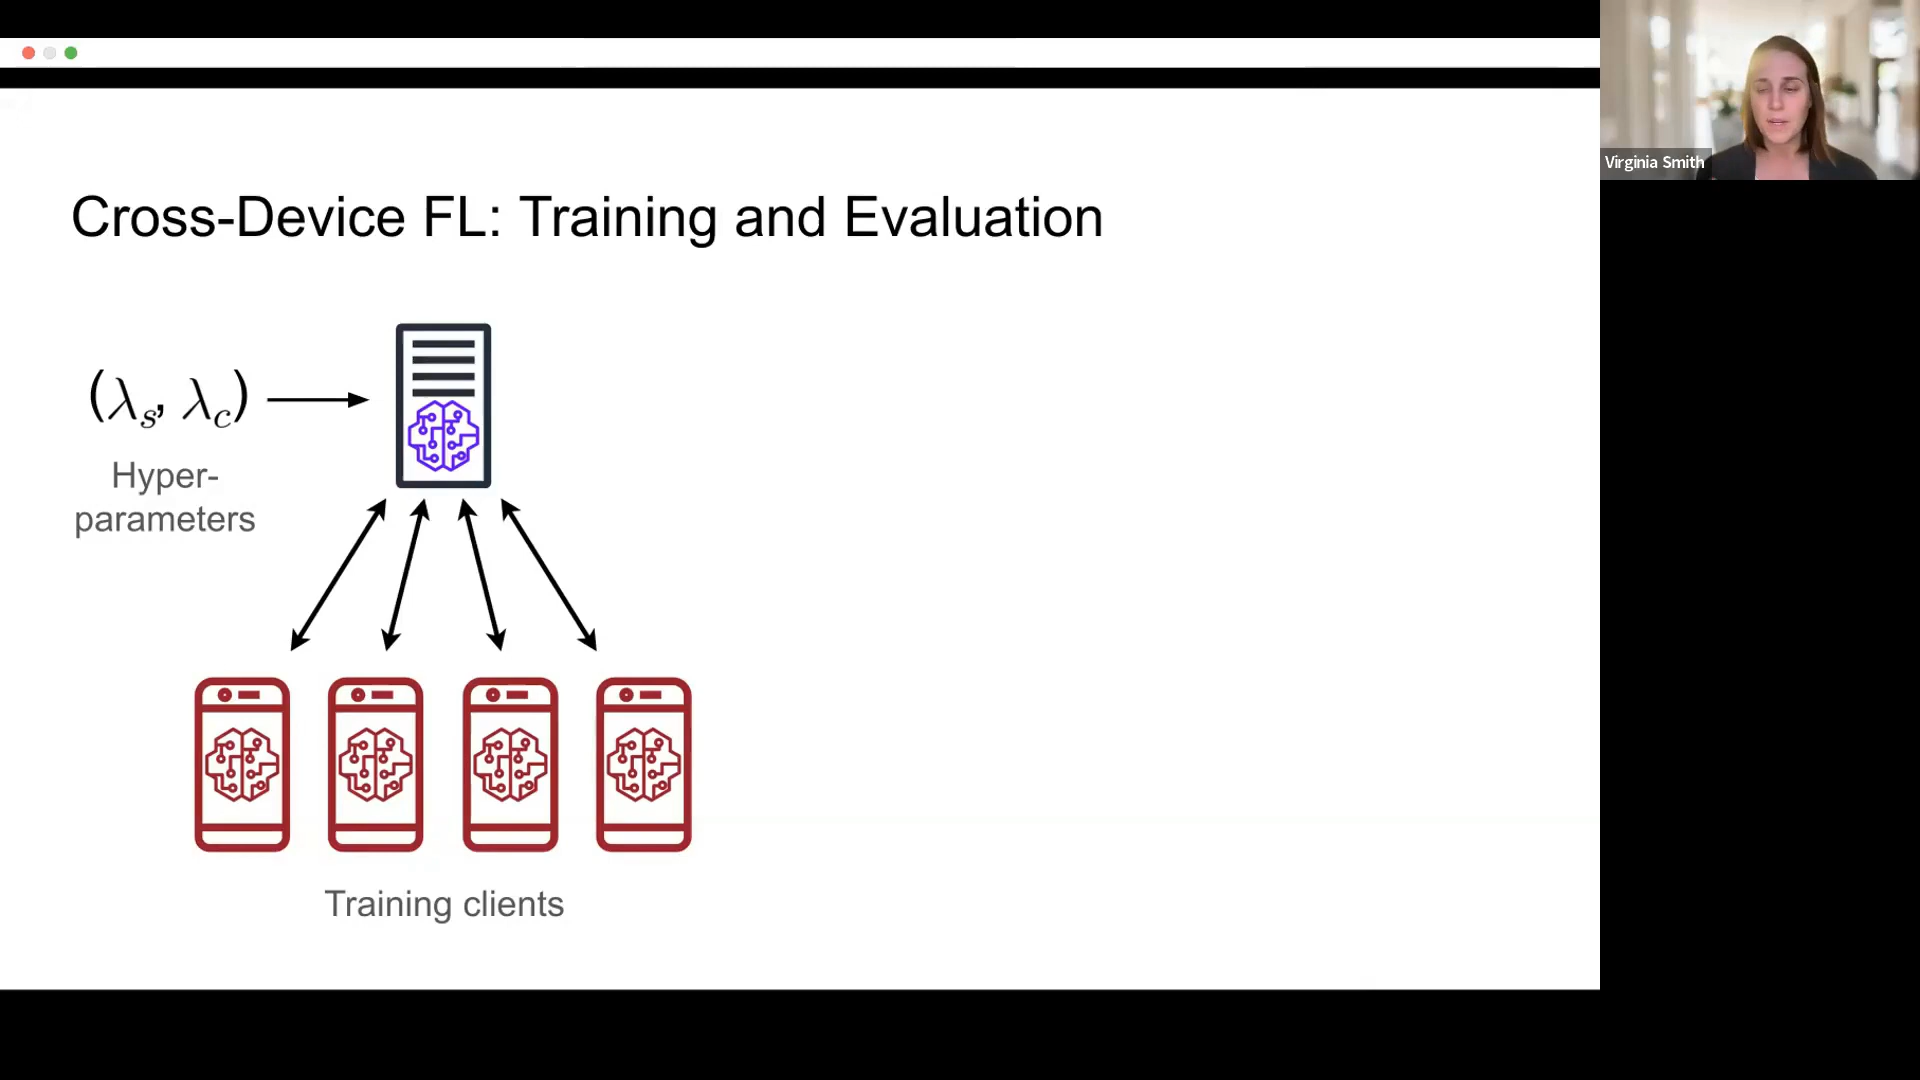 Virginia Smith
Cross-Device FL: Training and Evaluation
(λs, λc)
Hyper-
parameters
Training clients